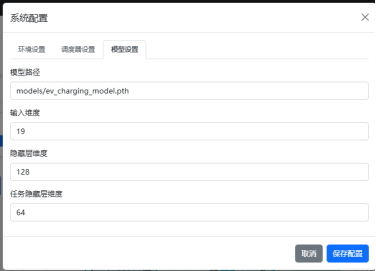 系统配置
环境设置 调度器设置 模型设置
模型路径
models/ev_charging_model.pth
输入维度
19
隐藏层维度
128
任务隐藏层维度
64
取消 保存配置